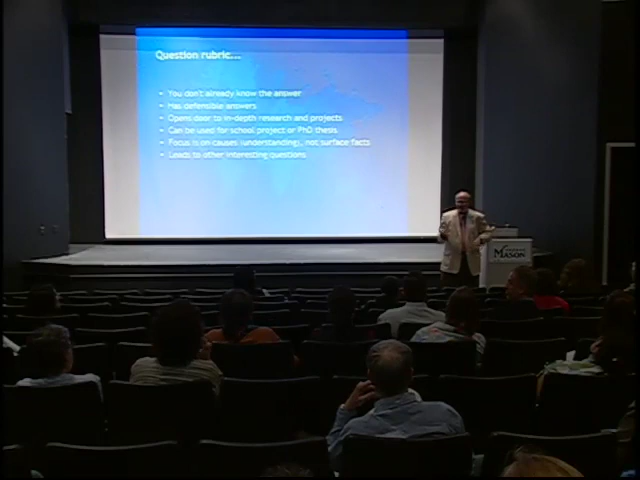 Question rubric...
• You don't already know the answer
• Has defensible answers
• Opens door to in-depth research and projects
• Can be used for school project or PhD thesis
• Focus is on causes (understanding), not surface facts
• Leads to other interesting questions
MASON